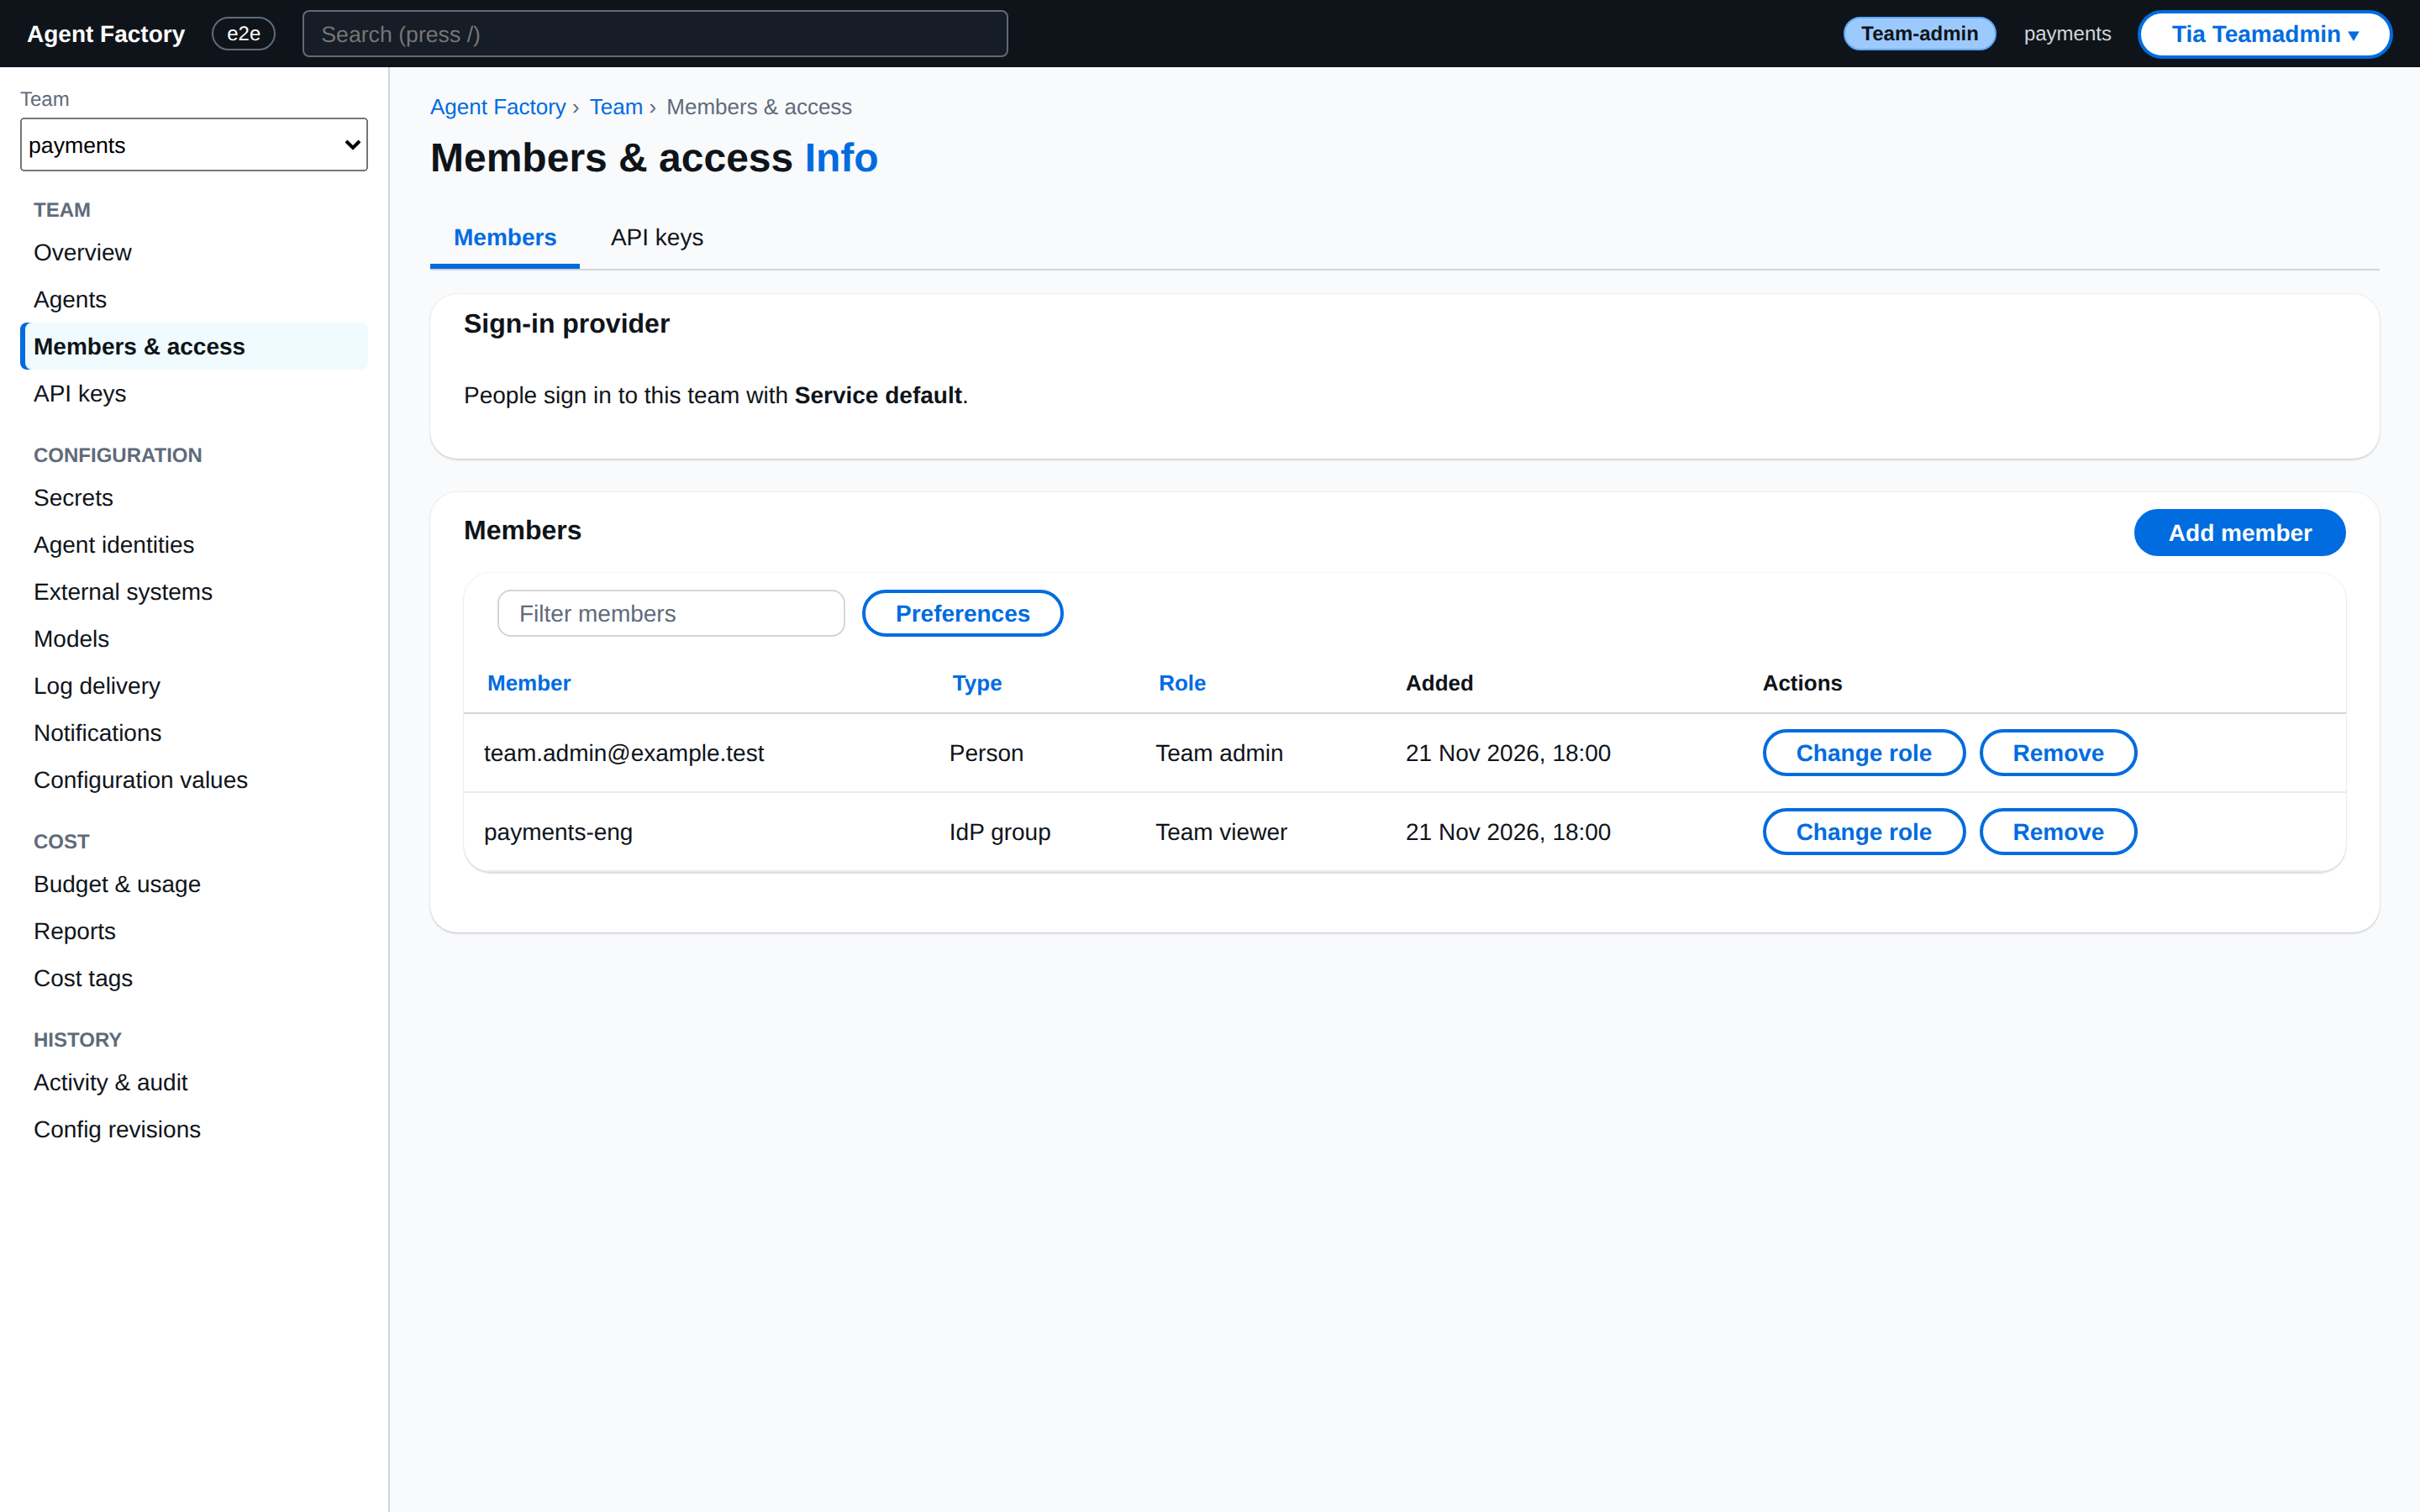 Agent Factory e2e Search (press /) Team-admin payments Tia Teamadmin ▾
Team
payments
TEAM
Overview
Agents
Members & access
API keys
CONFIGURATION
Secrets
Agent identities
External systems
Models
Log delivery
Notifications
Configuration values
COST
Budget & usage
Reports
Cost tags
HISTORY
Activity & audit
Config revisions
Agent Factory › Team › Members & access
Members & access Info
Members API keys
Sign-in provider
People sign in to this team with Service default.
Members Add member
Filter members Preferences
Member Type Role Added Actions
team.admin@example.test Person Team admin 21 Nov 2026, 18:00 Change role Remove
payments-eng IdP group Team viewer 21 Nov 2026, 18:00 Change role Remove